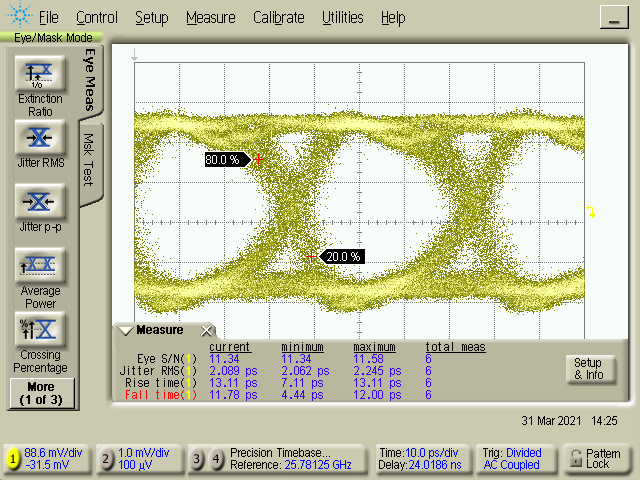 File Control Setup Measure Calibrate Utilities Help
Eye/Mask Mode
Eye Meas
Msk Test
Extinction
Ratio
Jitter RMS
Jitter p-p
Average
Power
Crossing
Percentage
More
(1 of 3)
80.0 %
20.0 %
Measure
current minimum maximum total meas
Eye S/N(1) 11.34 11.34 11.58 6
Jitter RMS(1) 2.089 ps 2.062 ps 2.245 ps 6
Rise time(1) 13.11 ps 7.11 ps 13.11 ps 6
Fall time(1) 11.78 ps 4.44 ps 12.00 ps 6
Setup
& Info
31 Mar 2021 14:25
1 88.6 mV/div
-31.5 mV
2 1.0 mV/div
100 µV
3 4 Precision Timebase...
Reference: 25.78125 GHz
Time:10.0 ps/div
Delay:24.0186 ns
Trig: Divided
AC Coupled
Pattern
Lock